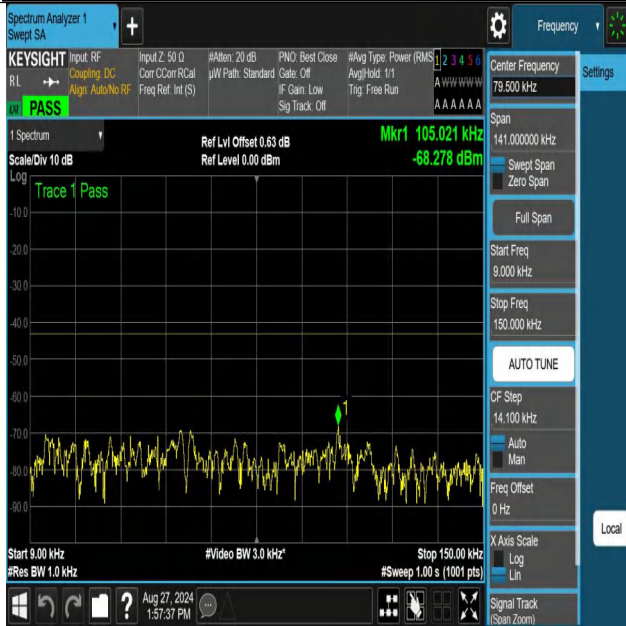 Spectrum Analyzer 1
Swept SA
+
Frequency
KEYSIGHT
RL
PASS
Input: RF
Coupling: DC
Align: Auto/No RF
Input Z: 50 Ω
Corr CCorr RCal
Freq Ref: Int (S)
#Atten: 20 dB
µW Path: Standard
PNO: Best Close
Gate: Off
IF Gain: Low
Sig Track: Off
#Avg Type: Power (RMS
Avg|Hold: 1/1
Trig: Free Run
1 2 3 4 5 6
A W W W W W
A A A A A A
1 Spectrum
Scale/Div 10 dB
Ref Lvl Offset 0.63 dB
Ref Level 0.00 dBm
Mkr1 105.021 kHz
-68.278 dBm
Log
Trace 1 Pass
-10.0
-20.0
-30.0
-40.0
-50.0
-60.0
-70.0
-80.0
-90.0
1
Start 9.00 kHz
#Res BW 1.0 kHz
#Video BW 3.0 kHz*
Stop 150.00 kHz
#Sweep 1.00 s (1001 pts)
?
Aug 27, 2024
1:57:37 PM
Center Frequency
79.500 kHz
Settings
Span
141.000000 kHz
Swept Span
Zero Span
Full Span
Start Freq
9.000 kHz
Stop Freq
150.000 kHz
AUTO TUNE
CF Step
14.100 kHz
Auto
Man
Freq Offset
0 Hz
Local
X Axis Scale
Log
Lin
Signal Track
(Span Zoom)